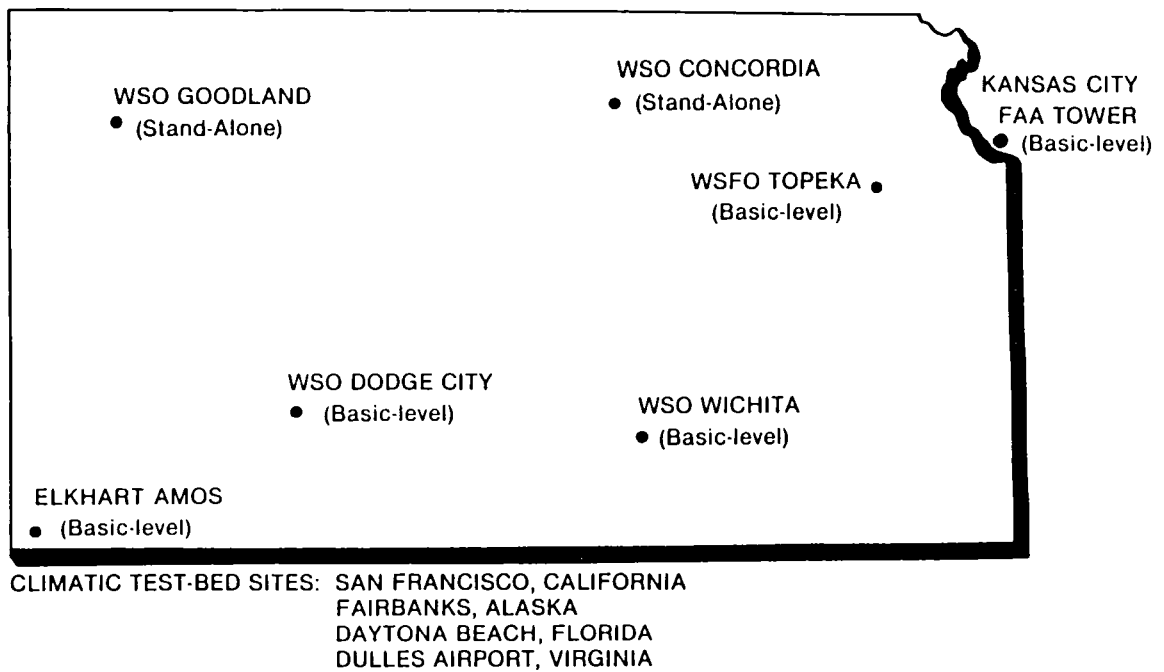 WSO GOODLAND
(Stand-Alone)
WSO CONCORDIA
(Stand-Alone)
KANSAS CITY
FAA TOWER
(Basic-level)
WSFO TOPEKA
(Basic-level)
WSO DODGE CITY
(Basic-level)
WSO WICHITA
(Basic-level)
ELKHART AMOS
(Basic-level)
CLIMATIC TEST-BED SITES: SAN FRANCISCO, CALIFORNIA
FAIRBANKS, ALASKA
DAYTONA BEACH, FLORIDA
DULLES AIRPORT, VIRGINIA